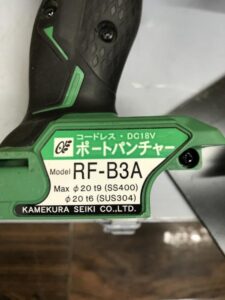 コードレス・DC18V
ポートパンチャー
Model RF-B3A
Max φ20 t9 (SS400)
φ20 t6 (SUS304)
KAMEKURA SEIKI CO.,LTD.